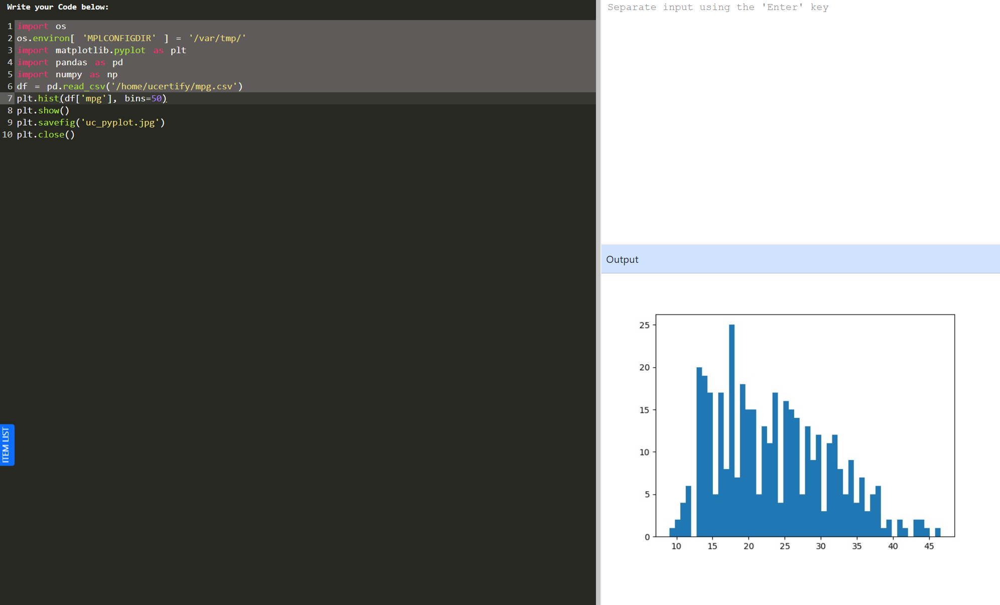 Write your Code below:
1 import os
2 os.environ[ 'MPLCONFIGDIR' ] = '/var/tmp/'
3 import matplotlib.pyplot as plt
4 import pandas as pd
5 import numpy as np
6 df = pd.read_csv('/home/ucertify/mpg.csv')
7 plt.hist(df['mpg'], bins=50)
8 plt.show()
9 plt.savefig('uc_pyplot.jpg')
10 plt.close()
ITEM LIST
Separate input using the 'Enter' key
Output
25
20
15
10
5
0
10 15 20 25 30 35 40 45